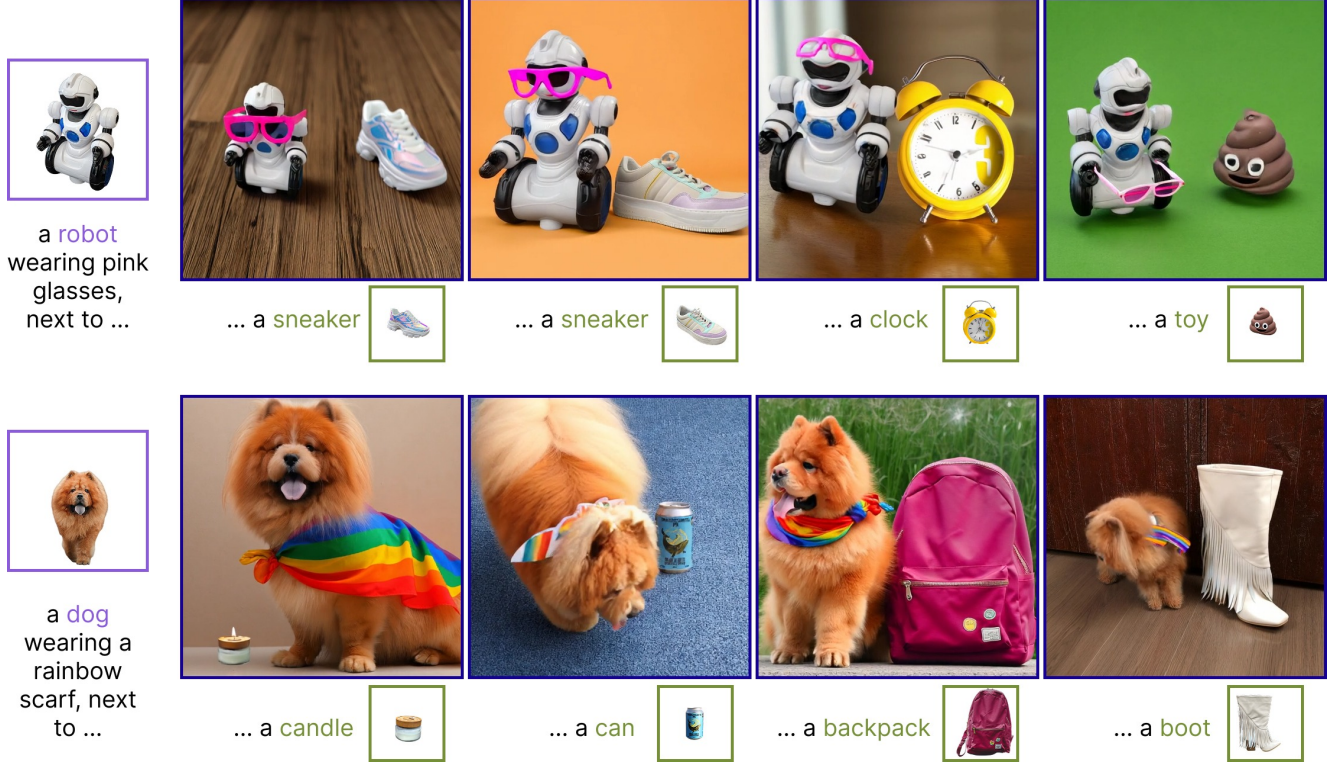 a robot
wearing pink
glasses,
next to ...
... a sneaker
... a sneaker
... a clock
... a toy
a dog
wearing a
rainbow
scarf, next
to ...
... a candle
... a can
... a backpack
... a boot